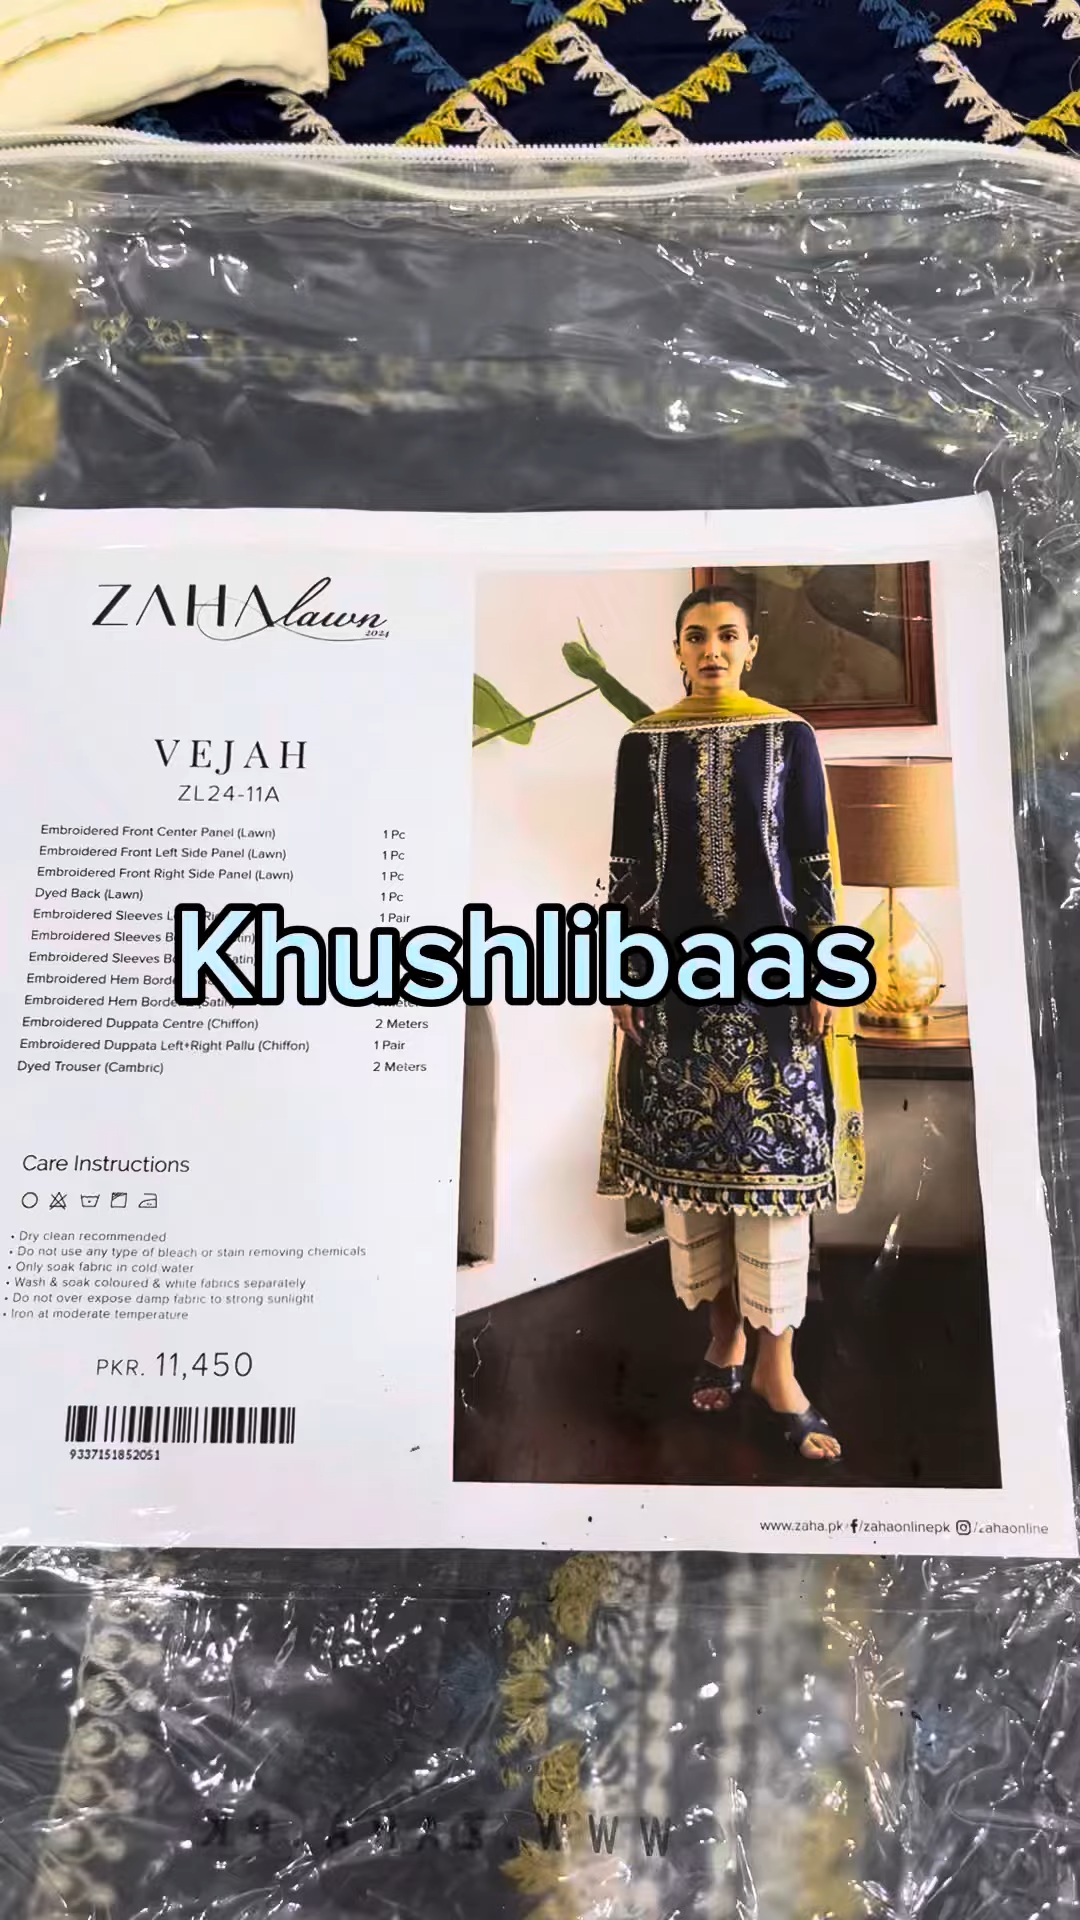 ZAHA lawn
2024
VEJAH
ZL24-11A
Embroidered Front Center Panel (Lawn) 1 Pc
Embroidered Front Left Side Panel (Lawn) 1 Pc
Embroidered Front Right Side Panel (Lawn) 1 Pc
Dyed Back (Lawn) 1 Pc
Embroidered Sleeves 1 Pair
Embroidered Sleeves
Embroidered Sleeves
Khushlibaas
Embroidered Hem
Embroidered Hem (Satin)
Embroidered Duppata Centre (Chiffon) 2 Meters
Embroidered Duppata Left+Right Pallu (Chiffon) 1 Pair
Dyed Trouser (Cambric) 2 Meters
Care Instructions
• Dry clean recommended
• Do not use any type of bleach or stain removing chemicals
• Only soak fabric in cold water
• Wash & soak coloured & white fabrics separately
• Do not over expose damp fabric to strong sunlight
• Iron at moderate temperature
PKR. 11,450
9337151852051
www.zaha.pk /zahaonlinepk /zahaonline
WWW.ZAHA.PK